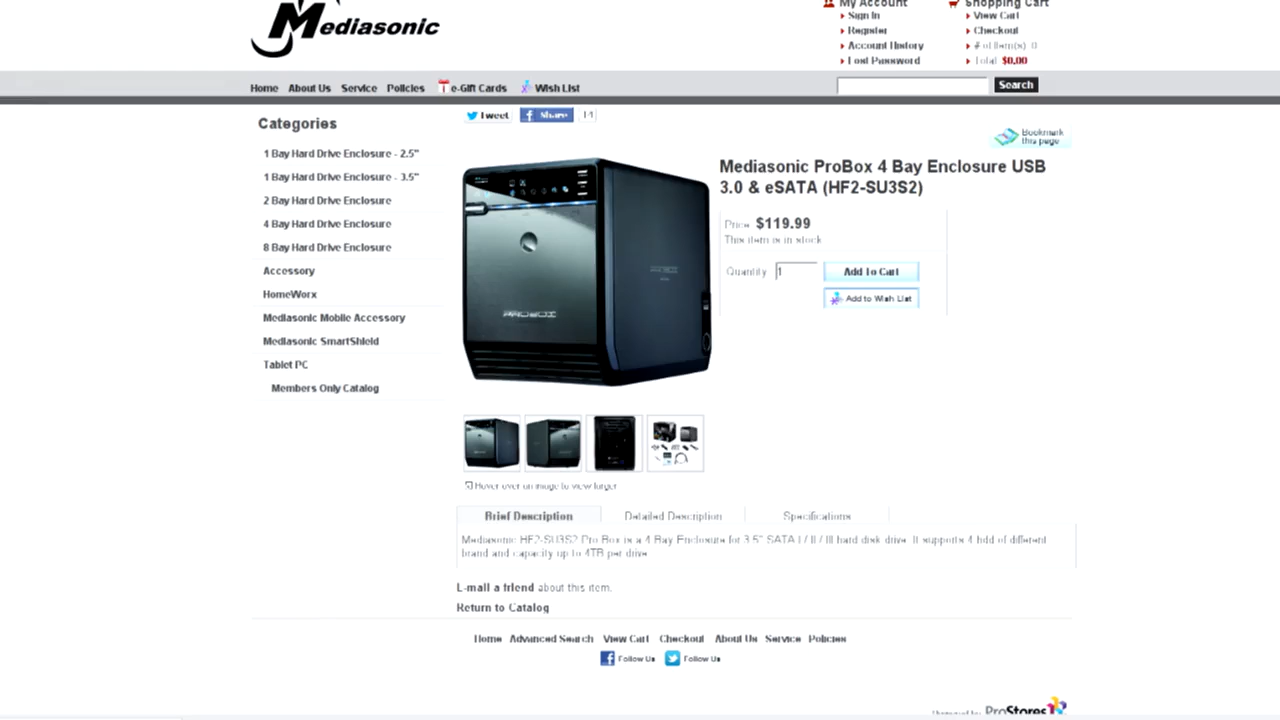 Mediasonic
My Account
Sign In
Register
Account History
Lost Password
Shopping Cart
View Cart
Checkout
# of Item(s) 0
Total $0.00
Home About Us Service Policies e-Gift Cards Wish List
Search
Categories
1 Bay Hard Drive Enclosure - 2.5"
1 Bay Hard Drive Enclosure - 3.5"
2 Bay Hard Drive Enclosure
4 Bay Hard Drive Enclosure
8 Bay Hard Drive Enclosure
Accessory
HomeWorx
Mediasonic Mobile Accessory
Mediasonic SmartShield
Tablet PC
Members Only Catalog
Tweet Share 14
Bookmark
this page
PROBOX
PROBOX
Mediasonic ProBox 4 Bay Enclosure USB
3.0 & eSATA (HF2-SU3S2)
Price $119.99
This item is in stock
Quantity 1 Add To Cart
Add to Wish List
Hover over an image to view larger
Brief Description Detailed Description Specifications
Mediasonic HF2-SU3S2 Pro Box is a 4 Bay Enclosure for 3.5" SATA I / II / III hard disk drive. It supports 4 hdd of different
brand and capacity up to 4TB per drive
E-mail a friend about this item.
Return to Catalog
Home Advanced Search View Cart Checkout About Us Service Policies
Follow Us Follow Us
Powered by ProStores